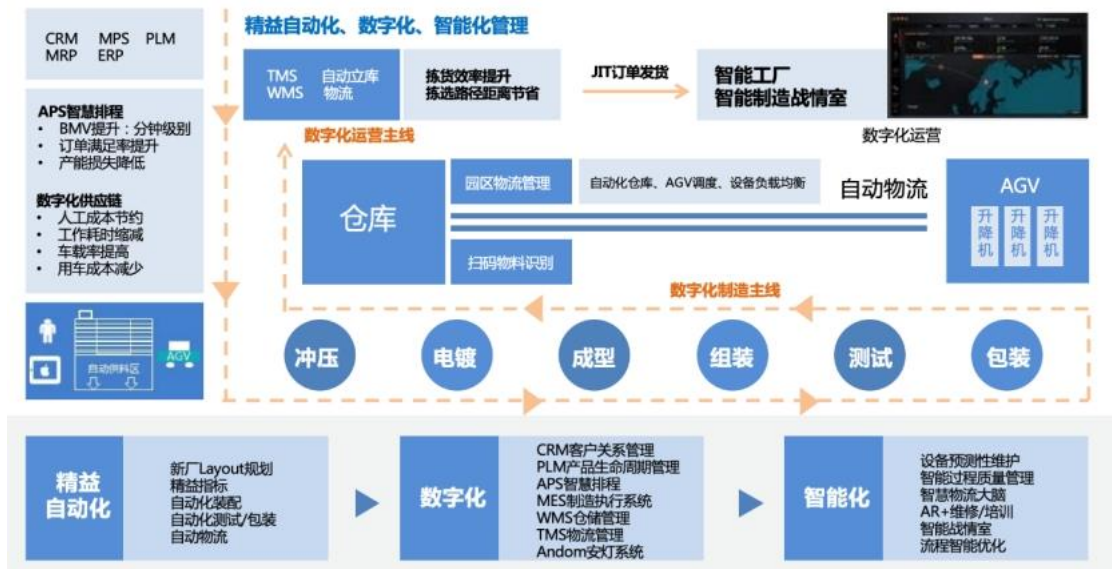 CRM MPS PLM
MRP ERP
APS智慧排程
• BMV提升：分钟级别
• 订单满足率提升
• 产能损失降低
数字化供应链
• 人工成本节约
• 工作耗时缩减
• 车载率提高
• 用车成本减少
自动供料区
AGV
精益自动化、数字化、智能化管理
TMS 自动立库
WMS 物流
拣货效率提升
拣选路径距离节省
JIT订单发货
智能工厂
智能制造战情室
数字化运营
数字化运营主线
仓库
园区物流管理
自动化仓库、AGV调度、设备负载均衡
扫码物料识别
自动物流
AGV
升降机
升降机
升降机
数字化制造主线
冲压
电镀
成型
组装
测试
包装
精益
自动化
新厂Layout规划
精益指标
自动化装配
自动化测试/包装
自动物流
数字化
CRM客户关系管理
PLM产品生命周期管理
APS智慧排程
MES制造执行系统
WMS仓储管理
TMS物流管理
Andom安灯系统
智能化
设备预测性维护
智能过程质量管理
智慧物流大脑
AR+维修/培训
智能战情室
流程智能优化